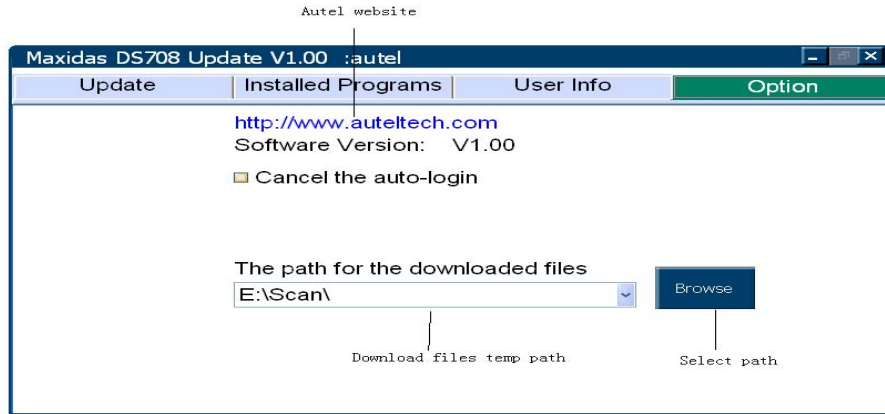 Autel website
Maxidas DS708 Update V1.00 :autel
Update Installed Programs User Info Option
http://www.auteltech.com
Software Version: V1.00
Cancel the auto-login
The path for the downloaded files
E:\Scan\ Browse
Download files temp path Select path